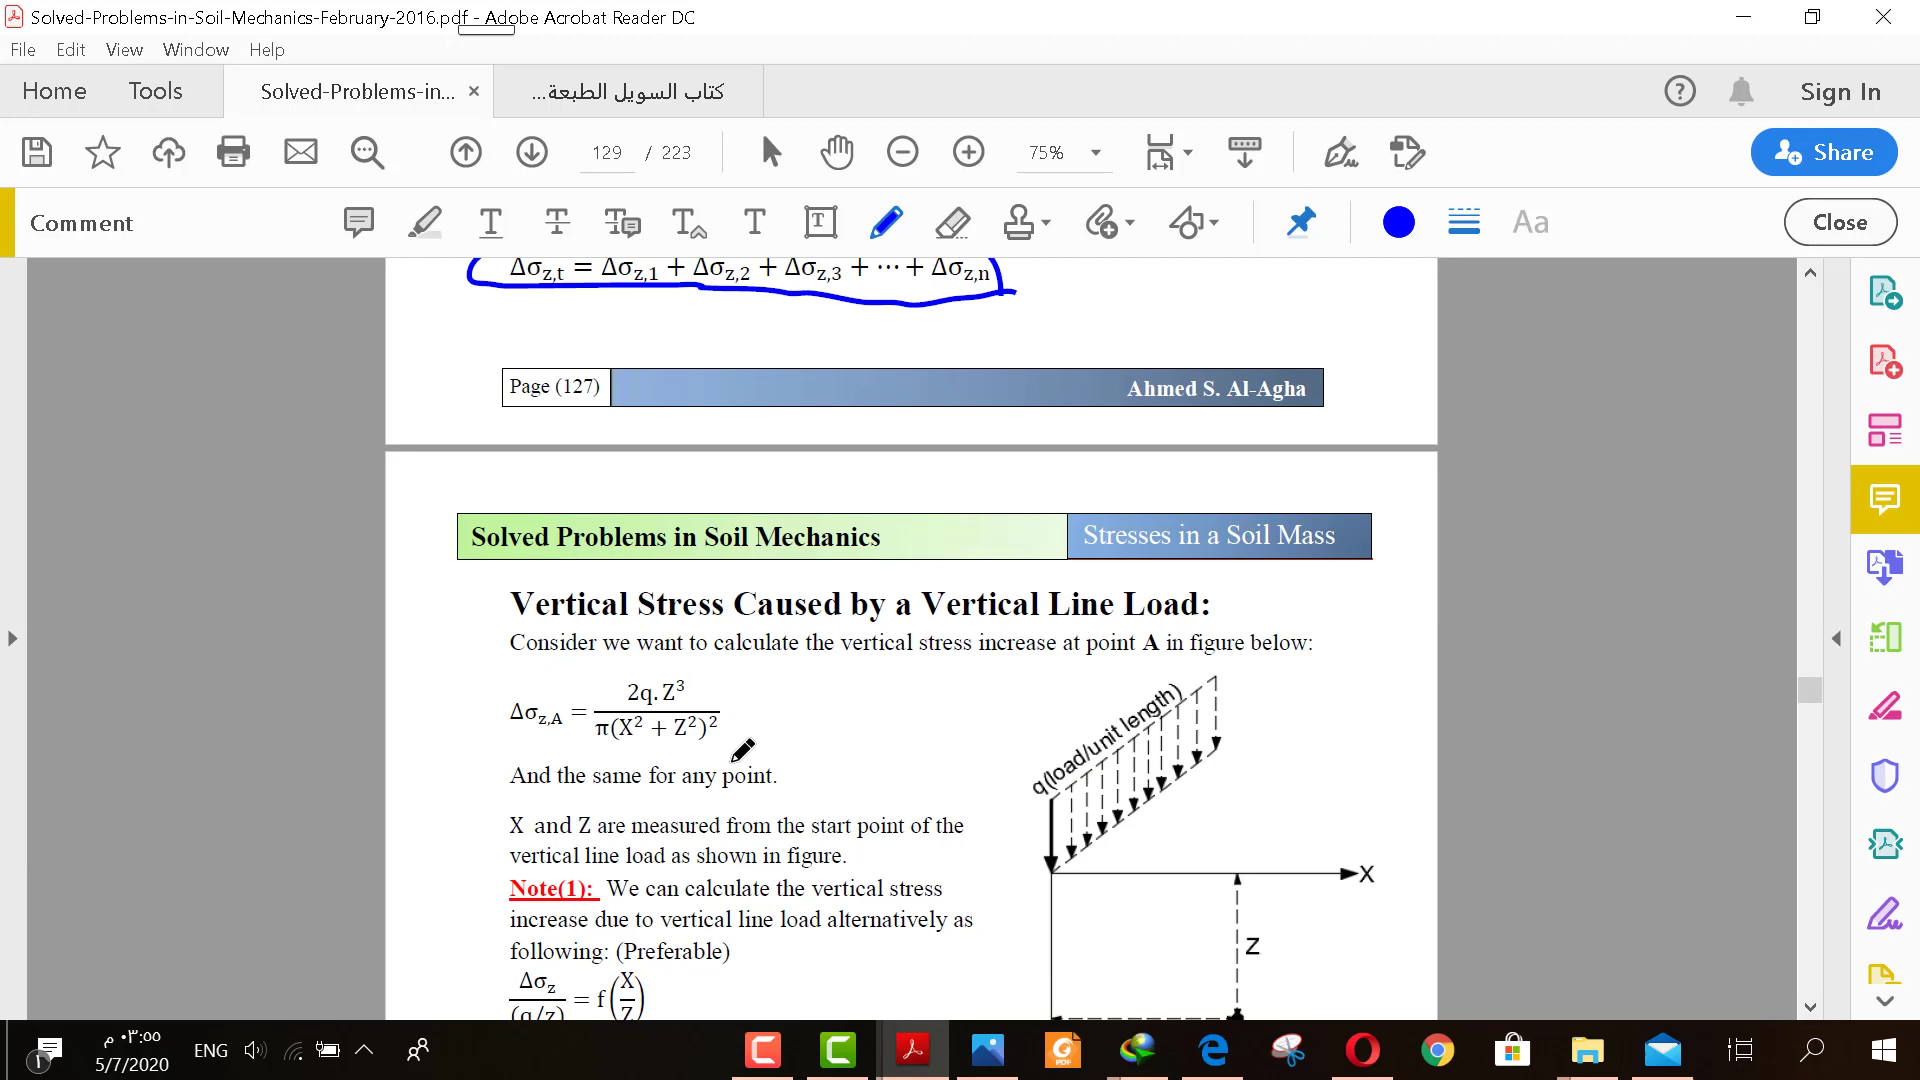 Solved-Problems-in-Soil-Mechanics-February-2016.pdf - Adobe Acrobat Reader DC
File Edit View Window Help
Home Tools Solved-Problems-in... × كتاب السويل الطبعة... Sign In
129 / 223 75% Share
Comment Aa Close
Δσz,t = Δσz,1 + Δσz,2 + Δσz,3 + ⋯ + Δσz,n
Page (127) Ahmed S. Al-Agha
Solved Problems in Soil Mechanics Stresses in a Soil Mass
Vertical Stress Caused by a Vertical Line Load:
Consider we want to calculate the vertical stress increase at point A in figure below:
Δσz,A = 2q.Z³ / π(X² + Z²)²
q(load/unit length)
And the same for any point.
X and Z are measured from the start point of the
vertical line load as shown in figure.
X
Note(1): We can calculate the vertical stress
increase due to vertical line load alternatively as
following: (Preferable)
Z
Δσz / (q/z) = f(X/Z)
٠٣:٥٥ م
ENG
5/7/2020